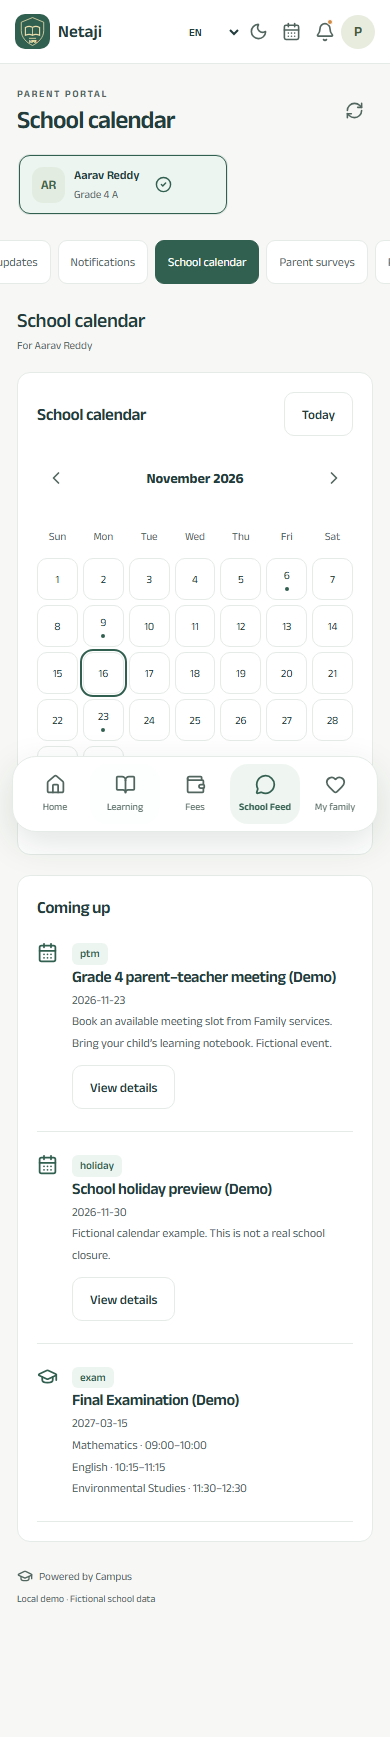 Netaji
EN
P
PARENT PORTAL
School calendar
AR
Aarav Reddy
Grade 4 A
updates
Notifications
School calendar
Parent surveys
School calendar
For Aarav Reddy
School calendar
Today
November 2026
Sun Mon Tue Wed Thu Fri Sat
1 2 3 4 5 6 7
8 9 10 11 12 13 14
15 16 17 18 19 20 21
22 23 24 25 26 27 28
Home
Learning
Fees
School Feed
My family
Coming up
ptm
Grade 4 parent-teacher meeting (Demo)
2026-11-23
Book an available meeting slot from Family services.
Bring your child's learning notebook. Fictional event.
View details
holiday
School holiday preview (Demo)
2026-11-30
Fictional calendar example. This is not a real school
closure.
View details
exam
Final Examination (Demo)
2027-03-15
Mathematics · 09:00–10:00
English · 10:15–11:15
Environmental Studies · 11:30–12:30
Powered by Campus
Local demo · Fictional school data